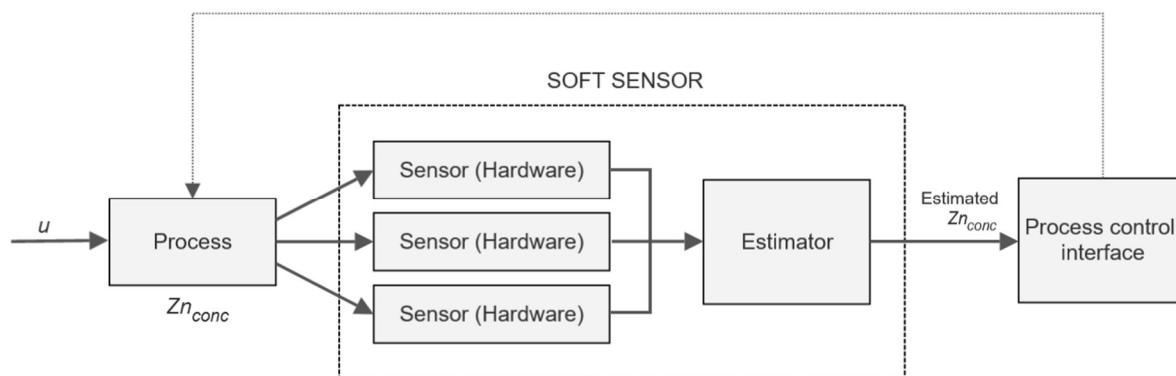 SOFT SENSOR
Sensor (Hardware)
u
Process
Sensor (Hardware)
Estimator
Estimated
Zn_conc
Process control
interface
Sensor (Hardware)
Zn_conc